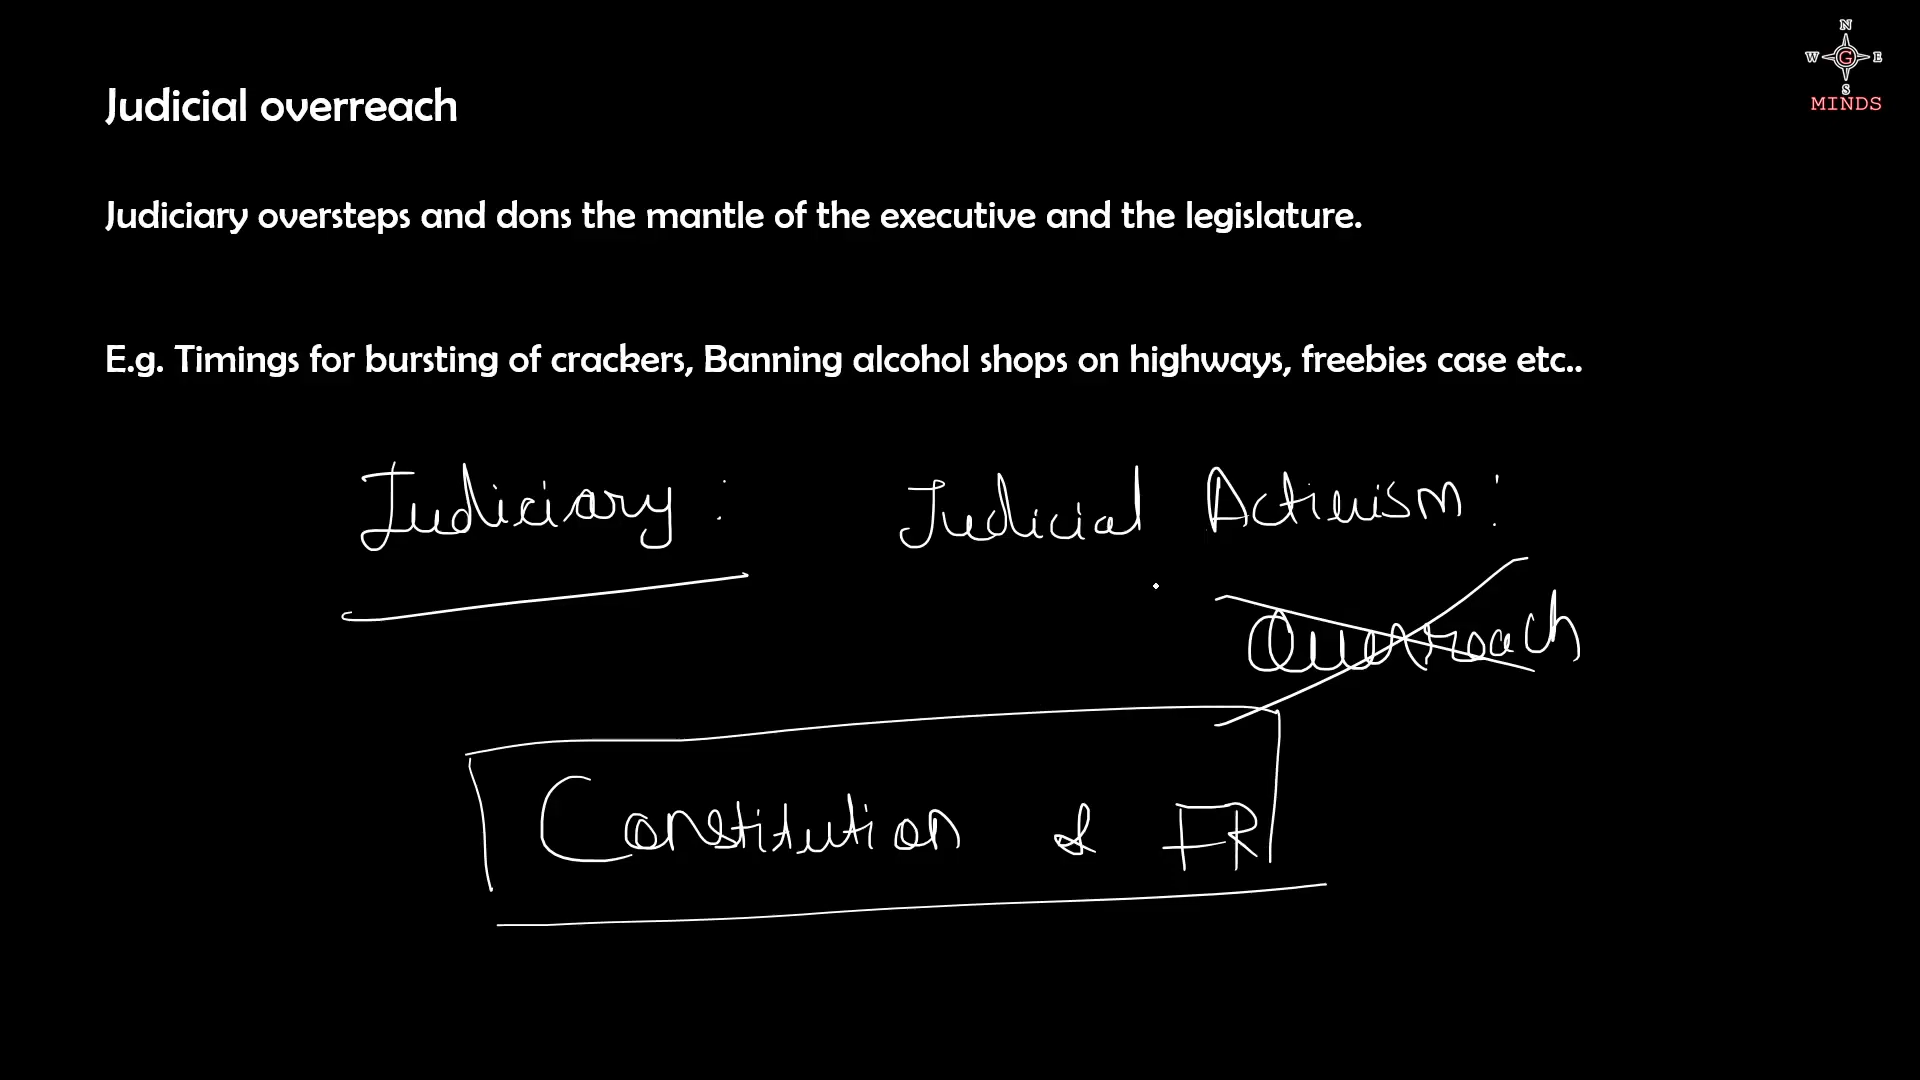 N
W G E
S
MINDS
Judicial overreach
Judiciary oversteps and dons the mantle of the executive and the legislature.
E.g. Timings for bursting of crackers, Banning alcohol shops on highways, freebies case etc..
Judiciary : Judicial Activism :
Overreach
Constitution & FR